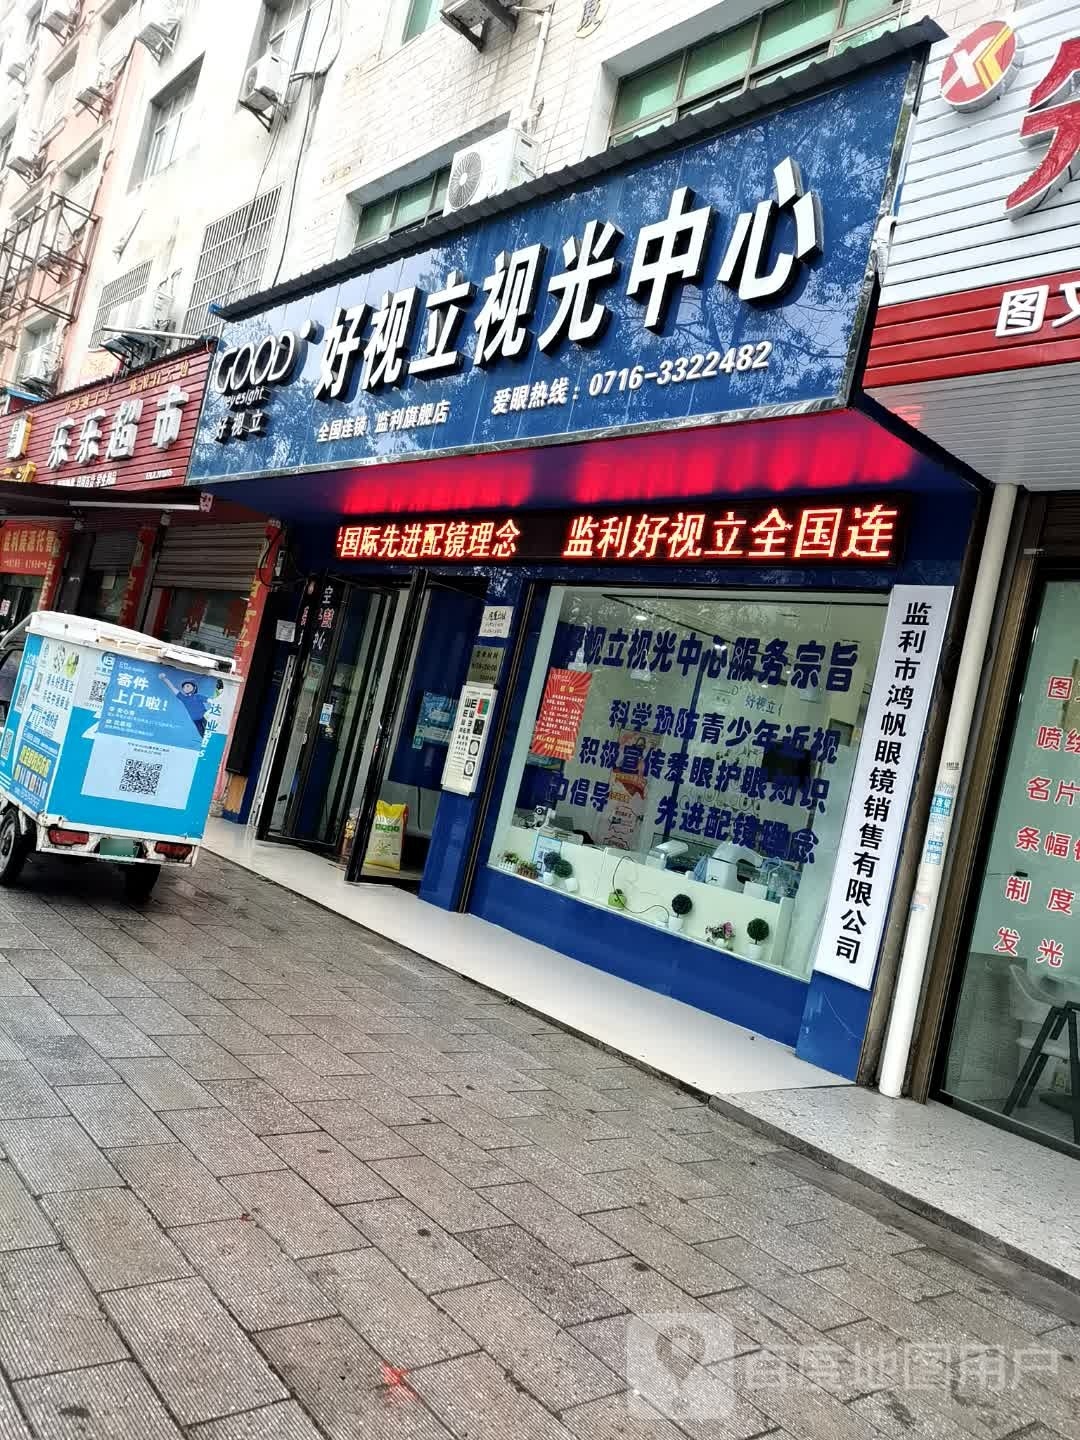 GOOD
eyesight
好视立
好视立视光中心
全国连锁 监利旗舰店
爱眼热线：0716-3322482
国际先进配镜理念 监利好视立全国连
乐乐超市
好视立视光中心服务宗旨
科学预防青少年近视
积极宣传爱眼护眼知识
倡导
先进配镜理念
好视立
监利市鸿帆眼镜销售有限公司
寄件
上门啦!
图文
图
喷绘
名片
条幅
制度
发光
百度地图用户